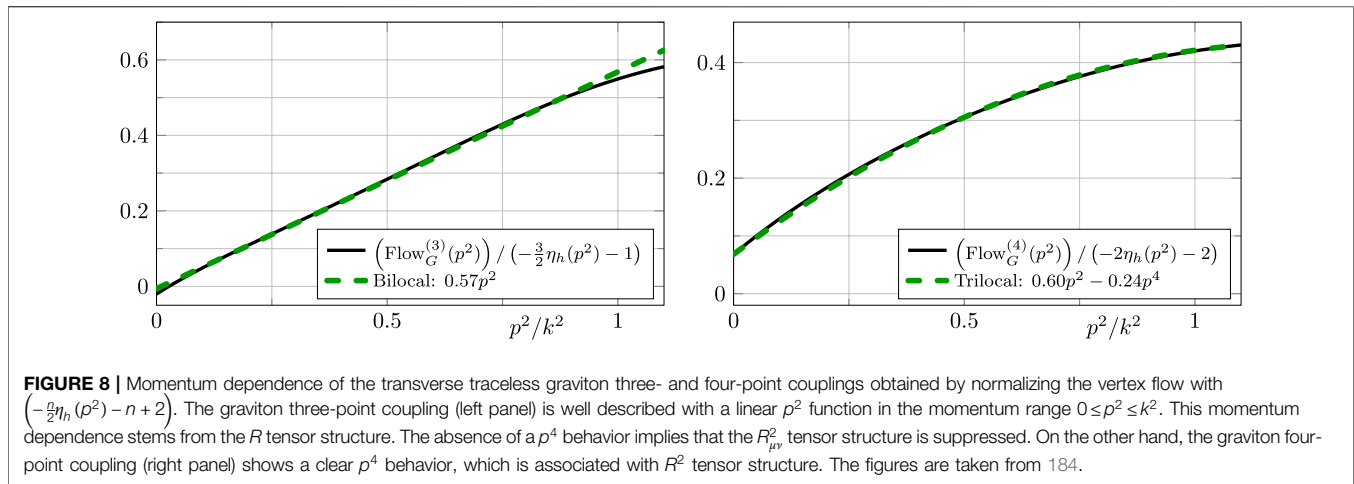 0.6
0.4
0.2
0
(Flow_G^{(3)}(p²)) / (−3/2 η_h(p²) − 1)
Bilocal: 0.57p²
0 0.5 1
p²/k²
0.4
0.2
0
(Flow_G^{(4)}(p²)) / (−2η_h(p²) − 2)
Trilocal: 0.60p² − 0.24p⁴
0 0.5 1
p²/k²
FIGURE 8 | Momentum dependence of the transverse traceless graviton three- and four-point couplings obtained by normalizing the vertex flow with
(−n/2 η_h(p²) − n + 2). The graviton three-point coupling (left panel) is well described with a linear p² function in the momentum range 0 ≤ p² ≤ k². This momentum
dependence stems from the R tensor structure. The absence of a p⁴ behavior implies that the R²_{μν} tensor structure is suppressed. On the other hand, the graviton four-
point coupling (right panel) shows a clear p⁴ behavior, which is associated with R² tensor structure. The figures are taken from 184.